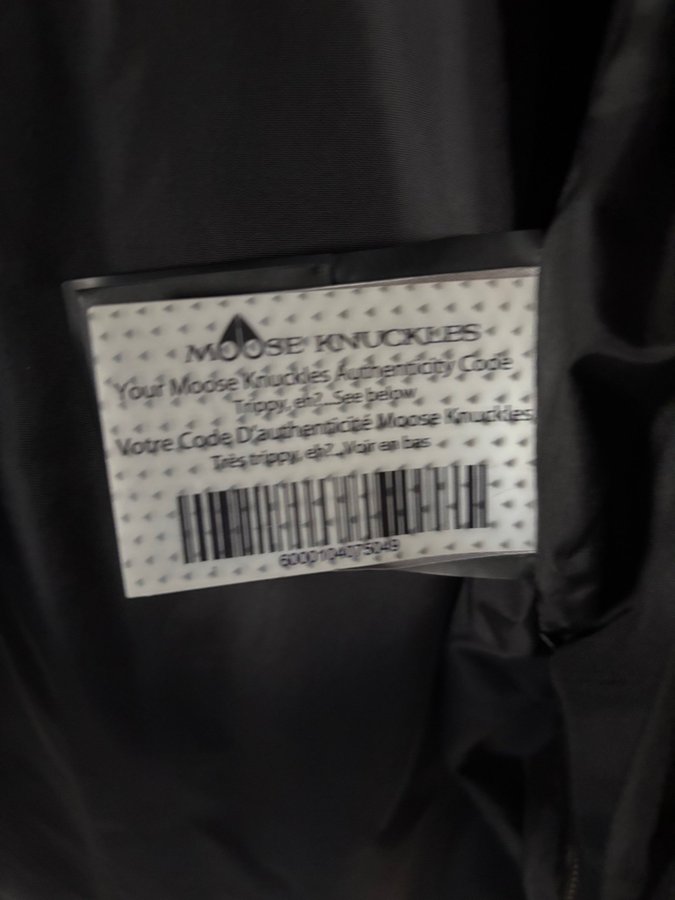 MOOSE KNUCKLES
Your Moose Knuckles Authenticity Code
Trippy, eh?...See below
Votre Code D'authenticité Moose Knuckles
Très trippy, eh?...Voir en bas
6000104075049